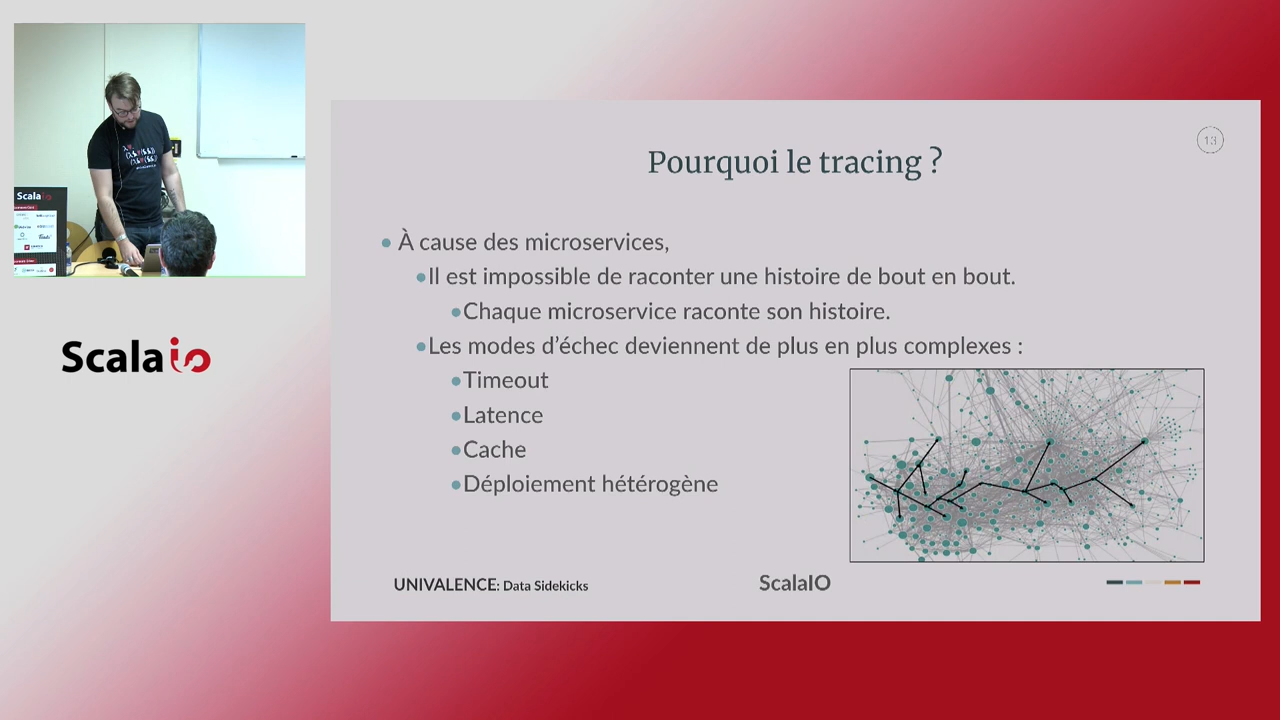 Pourquoi le tracing ?
13
• À cause des microservices,
•Il est impossible de raconter une histoire de bout en bout.
•Chaque microservice raconte son histoire.
•Les modes d’échec deviennent de plus en plus complexes :
•Timeout
•Latence
•Cache
•Déploiement hétérogène
UNIVALENCE: Data Sidekicks
ScalaIO
Scala
Scalaio